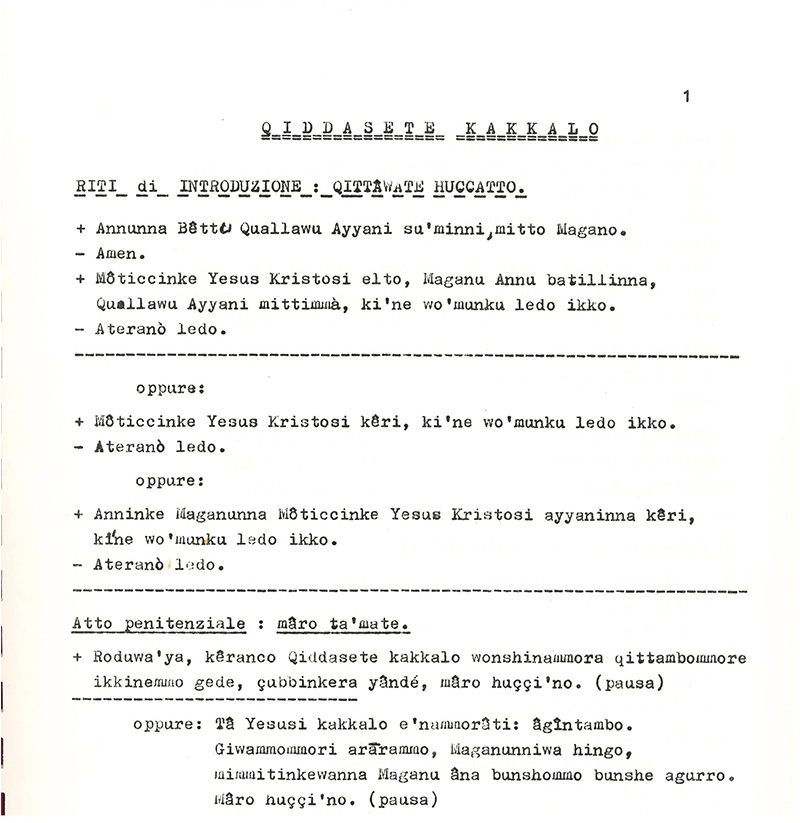 1
QIDDASETE KAKKALO
RITI di INTRODUZIONE : QITTÂWATE HUCCATTO.
+ Annunna Bêttu Quallawu Ayyani su'minni, mitto Magano.
- Amen.
+ Môticcinke Yesus Kristosi elto, Maganu Annu batillinna,
Quallawu Ayyani mittimmà, ki'ne wo'munku ledo ikko.
- Ateranò ledo.
oppure:
+ Môticcinke Yesus Kristosi kêri, ki'ne wo'munku ledo ikko.
- Ateranò ledo.
oppure:
+ Anninke Maganunna Môticcinke Yesus Kristosi ayyaninna kêri,
ki'ne wo'munku ledo ikko.
- Ateranò ledo.
Atto penitenziale : mâro ta'mate.
+ Roduwa'ya, kêranco Qiddasete kakkalo wonshinammora qittambommore
ikkinemmo gede, çubbinkera yândé, mâro huççi'no. (pausa)
oppure: Tâ Yesusi kakkalo e'nammorâti: âgîntambo.
Giwammommori arārammo, Maganunniwa hingo,
mimmitinkewanna Maganu âna bunshommo bunshe agurro.
Mâro huççi'no. (pausa)